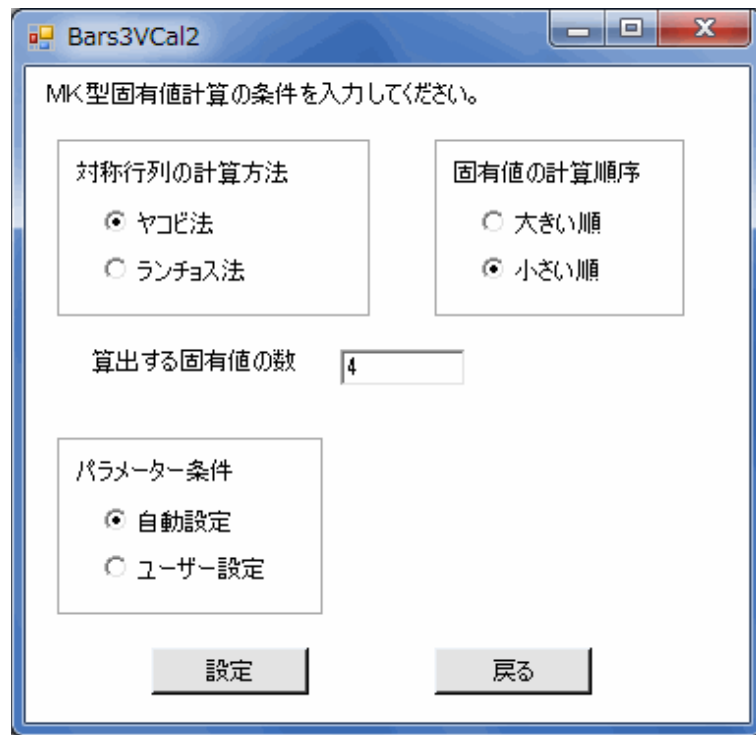 Bars3VCal2
MK型固有値計算の条件を入力してください。
対称行列の計算方法
ヤコビ法
ランチョス法
固有値の計算順序
大きい順
小さい順
算出する固有値の数
4
パラメーター条件
自動設定
ユーザー設定
設定
戻る